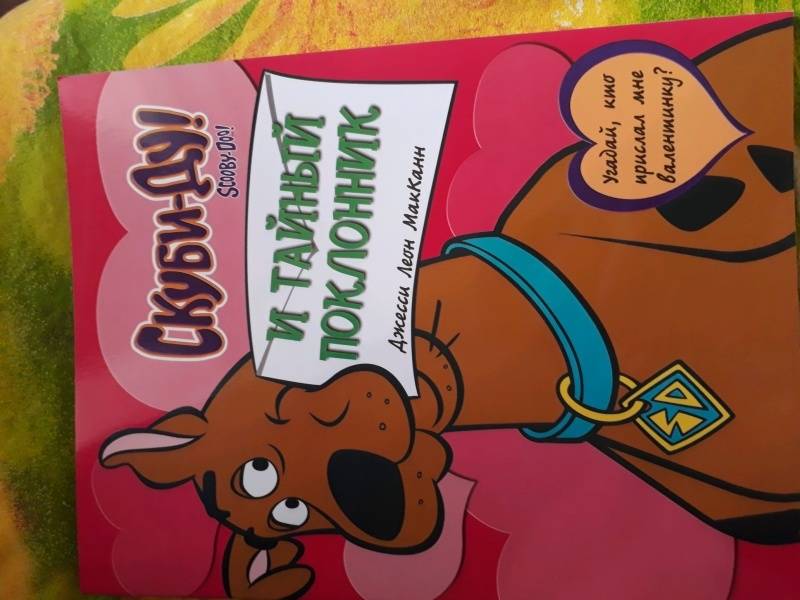 Скуби-Ду!
Scooby-Doo!
И ТАЙНЫЙ
ПОКЛОННИК
Джесси Леон МакКанн
Угадай, кто
прислал мне
валентинку?
SD